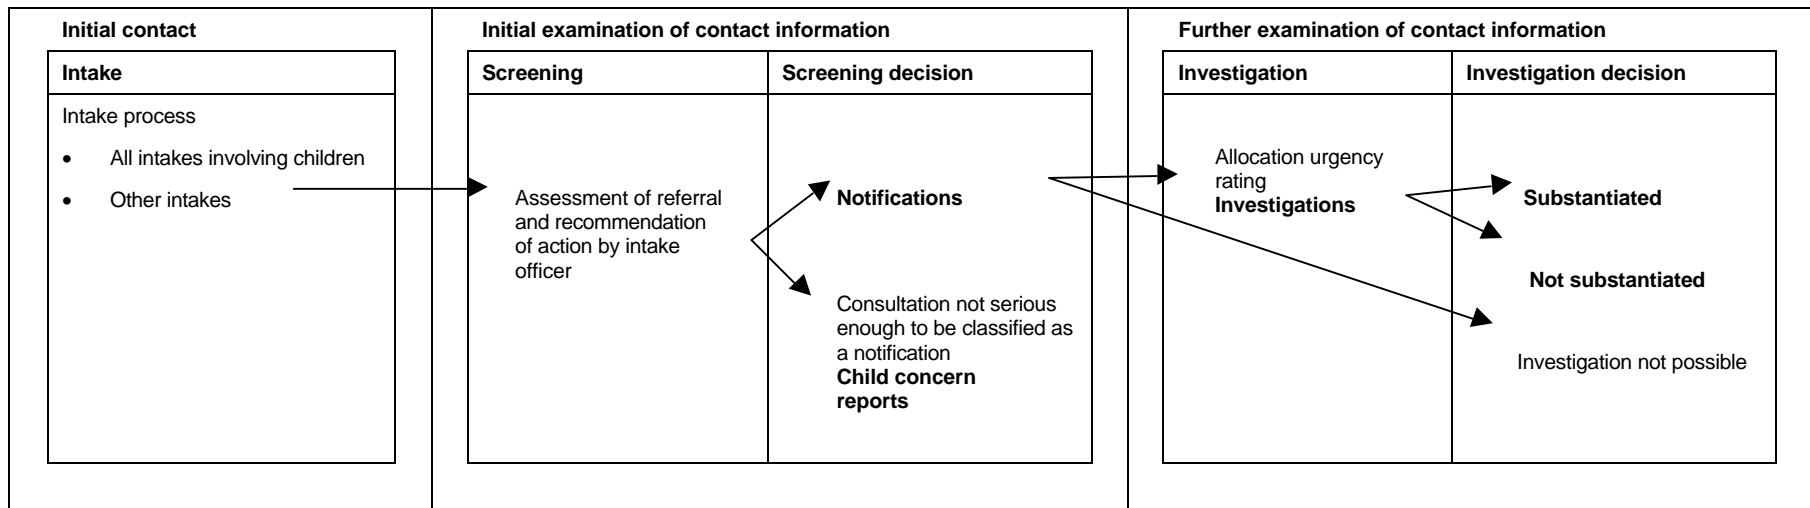 Initial contact
Intake
Intake process
• All intakes involving children
• Other intakes
Initial examination of contact information
Screening
Assessment of referral
and recommendation
of action by intake
officer
Screening decision
Notifications
Consultation not serious
enough to be classified as
a notification
Child concern
reports
Further examination of contact information
Investigation
Allocation urgency
rating
Investigations
Investigation decision
Substantiated
Not substantiated
Investigation not possible